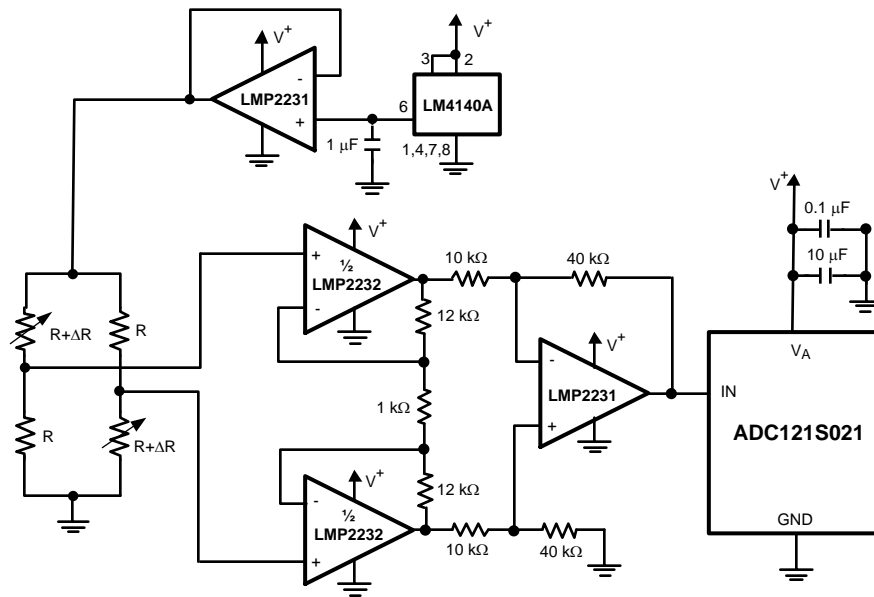 V+
-
LMP2231
+
3
2
V+
6
LM4140A
1 µF
1,4,7,8
V+
0.1 µF
10 µF
+
V+
½
LMP2232
-
10 kΩ
40 kΩ
12 kΩ
R+ΔR
R
R
R+ΔR
1 kΩ
-
V+
LMP2231
+
IN
VA
ADC121S021
GND
12 kΩ
-
V+
½
LMP2232
+
10 kΩ
40 kΩ